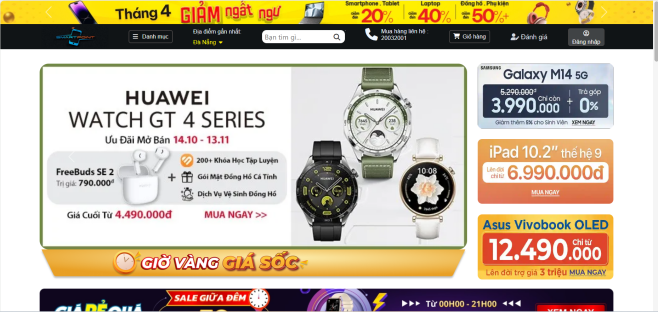 Tháng 4
GIẢM ngất ngư
Smartphone . Tablet
20%
Laptop
40%
Đồng hồ . Phụ kiện
50%+
Danh mục
Địa điểm gần nhất:
Đà Nẵng
Bạn tìm gì...
Mua hàng liên hệ
20032001
Giỏ hàng
Đánh giá
Đăng nhập
HUAWEI
WATCH GT 4 SERIES
Ưu Đãi Mở Bán 14.10 - 13.11
FreeBuds SE 2
Trị giá: 790.000đ
+
200+ Khóa Học Tập Luyện
Gói Mặt Đồng Hồ Cá Tính
Dịch Vụ Vệ Sinh Đồng Hồ
Giá Cuối Từ 4.490.000đ
MUA NGAY >>
SAMSUNG
Galaxy M14 5G
5.290.000đ
Chỉ còn
3.990.000
+
Trả góp
0%
Giảm thêm 5% cho Sinh Viên XEM NGAY
iPad 10.2" thế hệ 9
Lên đời
chỉ từ
6.990.000đ
MUA NGAY
Asus Vivobook OLED
12.490.000
Chỉ từ
Lên đời trợ giá 3 triệu MUA NGAY
GIỜ VÀNG GIÁ SỐC
GIÁ RẺ QUÁ
SALE GIỮA ĐÊM
Từ 00H00 - 21H00
XEM NGAY